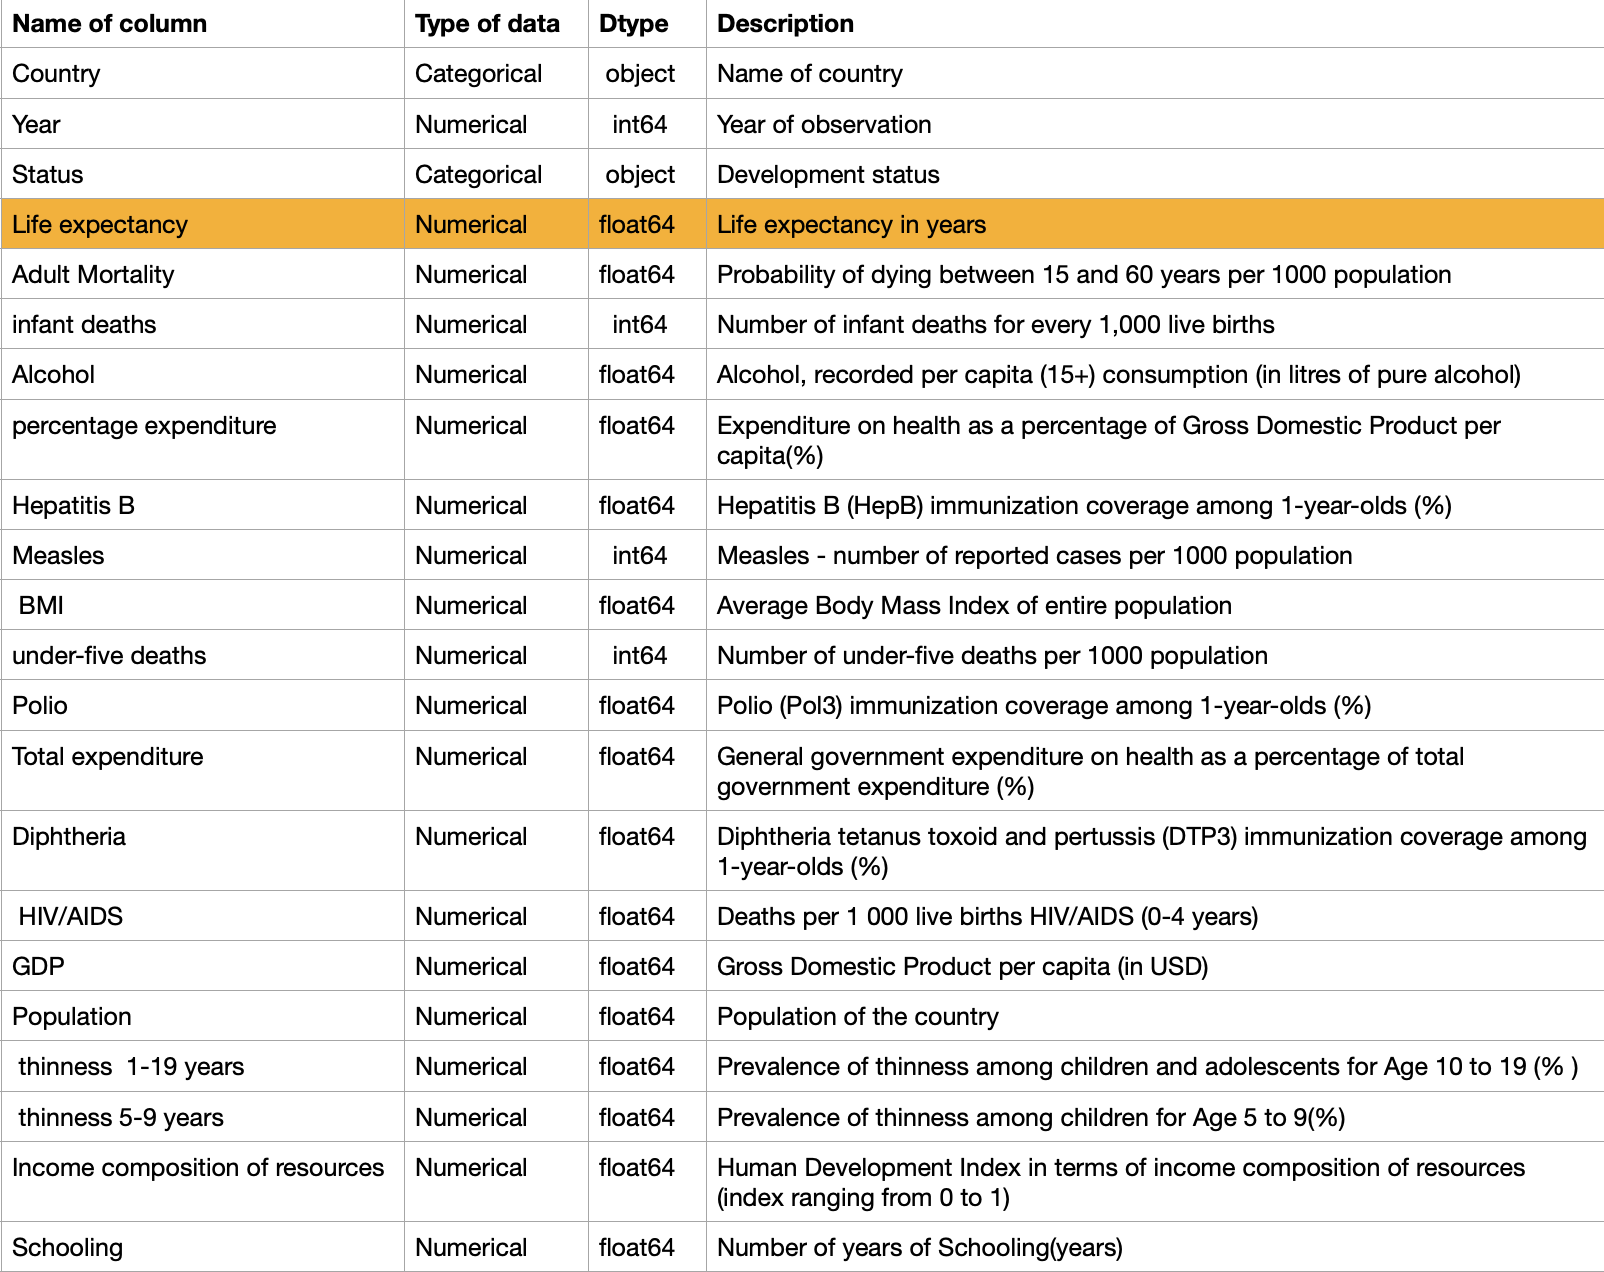 Name of column Type of data Dtype Description
Country Categorical object Name of country
Year Numerical int64 Year of observation
Status Categorical object Development status
Life expectancy Numerical float64 Life expectancy in years
Adult Mortality Numerical float64 Probability of dying between 15 and 60 years per 1000 population
infant deaths Numerical int64 Number of infant deaths for every 1,000 live births
Alcohol Numerical float64 Alcohol, recorded per capita (15+) consumption (in litres of pure alcohol)
percentage expenditure Numerical float64 Expenditure on health as a percentage of Gross Domestic Product per
capita(%)
Hepatitis B Numerical float64 Hepatitis B (HepB) immunization coverage among 1-year-olds (%)
Measles Numerical int64 Measles - number of reported cases per 1000 population
BMI Numerical float64 Average Body Mass Index of entire population
under-five deaths Numerical int64 Number of under-five deaths per 1000 population
Polio Numerical float64 Polio (Pol3) immunization coverage among 1-year-olds (%)
Total expenditure Numerical float64 General government expenditure on health as a percentage of total
government expenditure (%)
Diphtheria Numerical float64 Diphtheria tetanus toxoid and pertussis (DTP3) immunization coverage among
1-year-olds (%)
HIV/AIDS Numerical float64 Deaths per 1 000 live births HIV/AIDS (0-4 years)
GDP Numerical float64 Gross Domestic Product per capita (in USD)
Population Numerical float64 Population of the country
thinness  1-19 years Numerical float64 Prevalence of thinness among children and adolescents for Age 10 to 19 (% )
thinness 5-9 years Numerical float64 Prevalence of thinness among children for Age 5 to 9(%)
Income composition of resources Numerical float64 Human Development Index in terms of income composition of resources
(index ranging from 0 to 1)
Schooling Numerical float64 Number of years of Schooling(years)